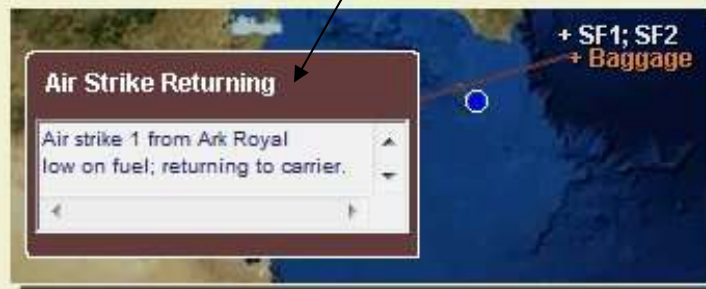 + SF1; SF2
+ Baggage
Air Strike Returning
Air strike 1 from Ark Royal
low on fuel; returning to carrier.